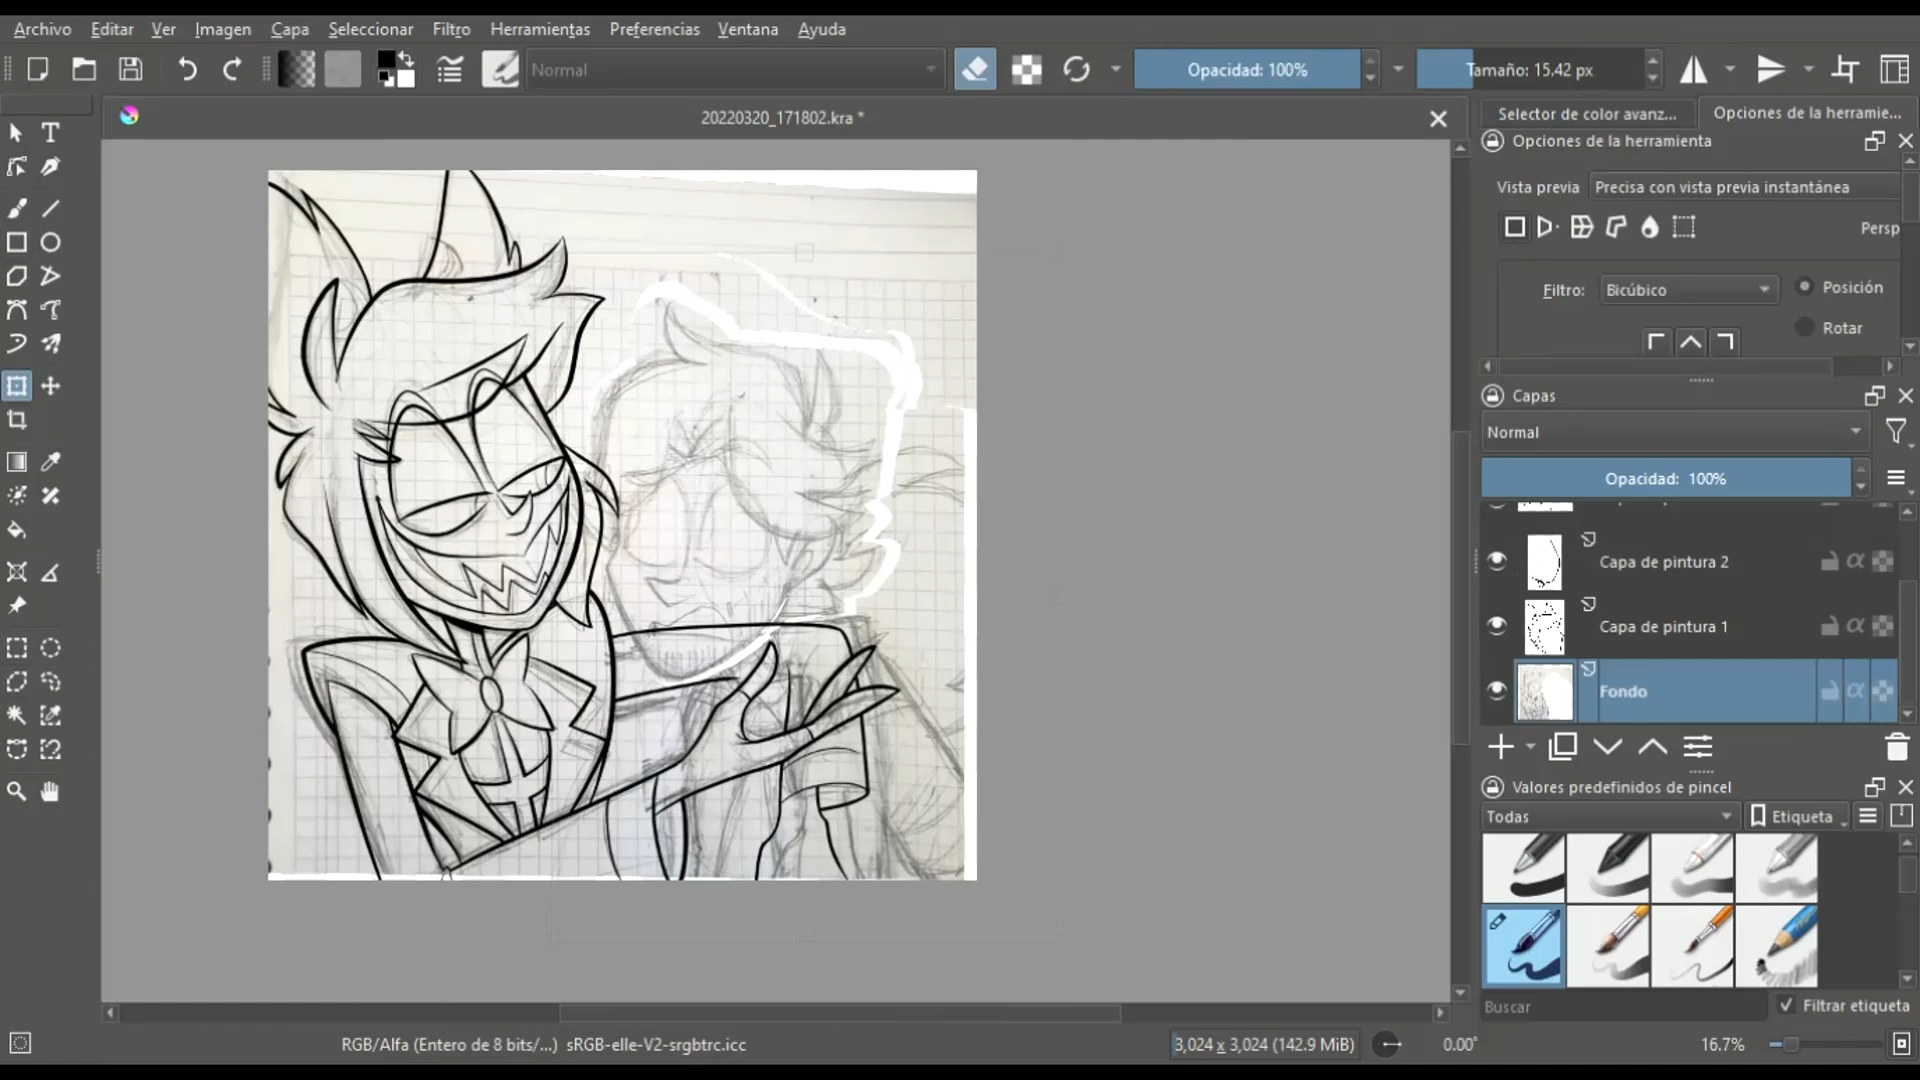 Archivo Editar Ver Imagen Capa Seleccionar Filtro Herramientas Preferencias Ventana Ayuda
Normal Opacidad: 100% Tamaño: 15.42 px
20220320_171802.kra *
Selector de color avanz... Opciones de la herramie...
Opciones de la herramienta
Vista previa Precisa con vista previa instantánea
Persp
Filtro: Bicúbico Posición
Rotar
Capas
Normal
Opacidad: 100%
Capa de pintura 2
Capa de pintura 1
Fondo
Valores predefinidos de pincel
Todas Etiqueta
Buscar Filtrar etiqueta
RGB/Alfa (Entero de 8 bits/...) sRGB-elle-V2-srgbtrc.icc 3,024 x 3,024 (142.9 MiB) 0.00° 16.7%